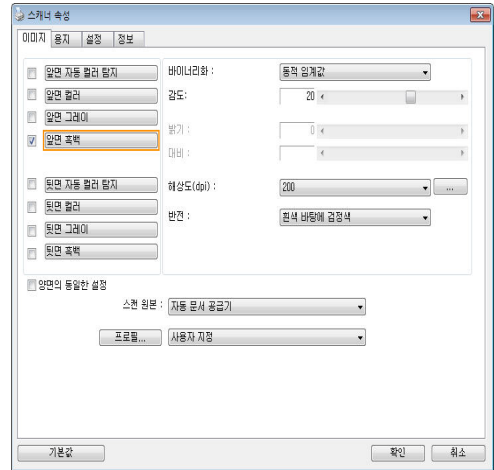 스캐너 속성
이미지 용지 설정 정보
앞면 자동 컬러 탐지
앞면 컬러
앞면 그레이
앞면 흑백
뒷면 자동 컬러 탐지
뒷면 컬러
뒷면 그레이
뒷면 흑백
바이너리화 : 동적 임계값
감도: 20
밝기 : 0
대비 :
해상도(dpi) : 200 ...
반전 : 흰색 바탕에 검정색
양면의 동일한 설정
스캔 원본 : 자동 문서 공급기
프로필... 사용자 지정
기본값 확인 취소